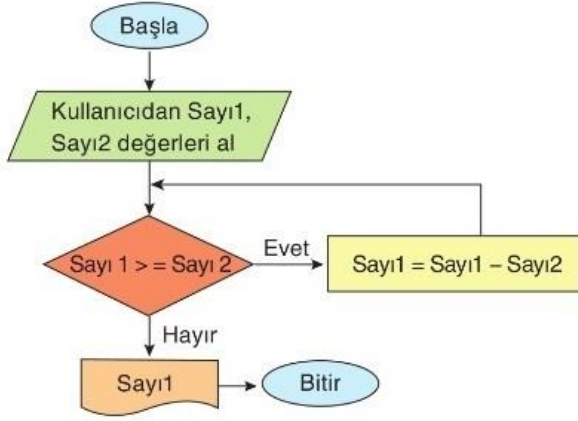 Başla
Kullanıcıdan Sayı1,
Sayı2 değerleri al
Sayı 1 > = Sayı 2
Evet
Sayı1 = Sayı1 – Sayı2
Hayır
Sayı1
Bitir